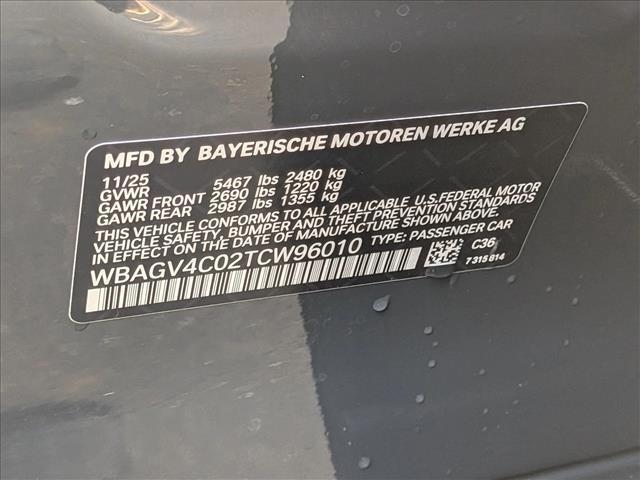 MFD BY BAYERISCHE MOTOREN WERKE AG
11/25
GVWR 5467 lbs 2480 kg
GAWR FRONT 2690 lbs 1220 kg
GAWR REAR 2987 lbs 1355 kg
THIS VEHICLE CONFORMS TO ALL APPLICABLE U.S.FEDERAL MOTOR
VEHICLE SAFETY, BUMPER AND THEFT PREVENTION STANDARDS
IN EFFECT ON THE DATE OF MANUFACTURE SHOWN ABOVE.
WBAGV4C02TCW96010 TYPE: PASSENGER CAR
C36
7315814